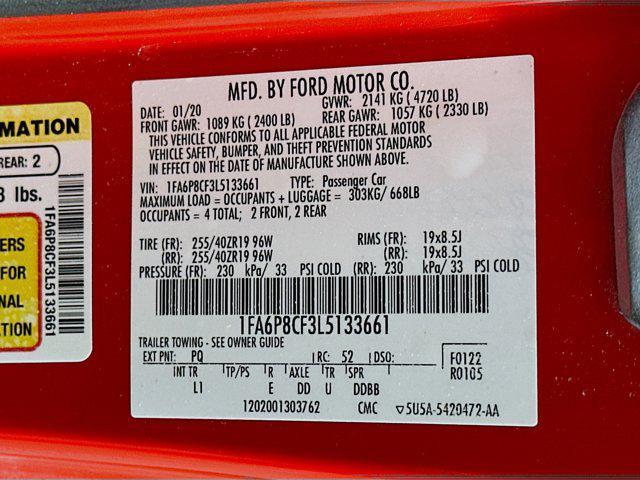 MFD. BY FORD MOTOR CO.
DATE: 01/20 GVWR: 2141 KG ( 4720 LB)
FRONT GAWR: 1089 KG ( 2400 LB) REAR GAWR: 1057 KG ( 2330 LB)
THIS VEHICLE CONFORMS TO ALL APPLICABLE FEDERAL MOTOR
VEHICLE SAFETY, BUMPER, AND THEFT PREVENTION STANDARDS
IN EFFECT ON THE DATE OF MANUFACTURE SHOWN ABOVE.
VIN: 1FA6P8CF3L5133661 TYPE: Passenger Car
MAXIMUM LOAD = OCCUPANTS + LUGGAGE = 303KG/ 668LB
OCCUPANTS = 4 TOTAL; 2 FRONT, 2 REAR
TIRE (FR): 255/40ZR19 96W RIMS (FR): 19x8.5J
(RR): 255/40ZR19 96W (RR): 19x8.5J
PRESSURE (FR): 230 kPa/ 33 PSI COLD (RR): 230 kPa/ 33 PSI COLD
1FA6P8CF3L5133661
TRAILER TOWING - SEE OWNER GUIDE
EXT PNT: PQ RC: 52 DSO: F0122
INT TR TP/PS R AXLE TR SPR R0105
L1 E DD U DDBB
1202001303762 CMC ▽5U5A-5420472-AA
RMATION
REAR: 2
lbs.
1FA6P8CF3L5133661
ERS
FOR
NAL
TION